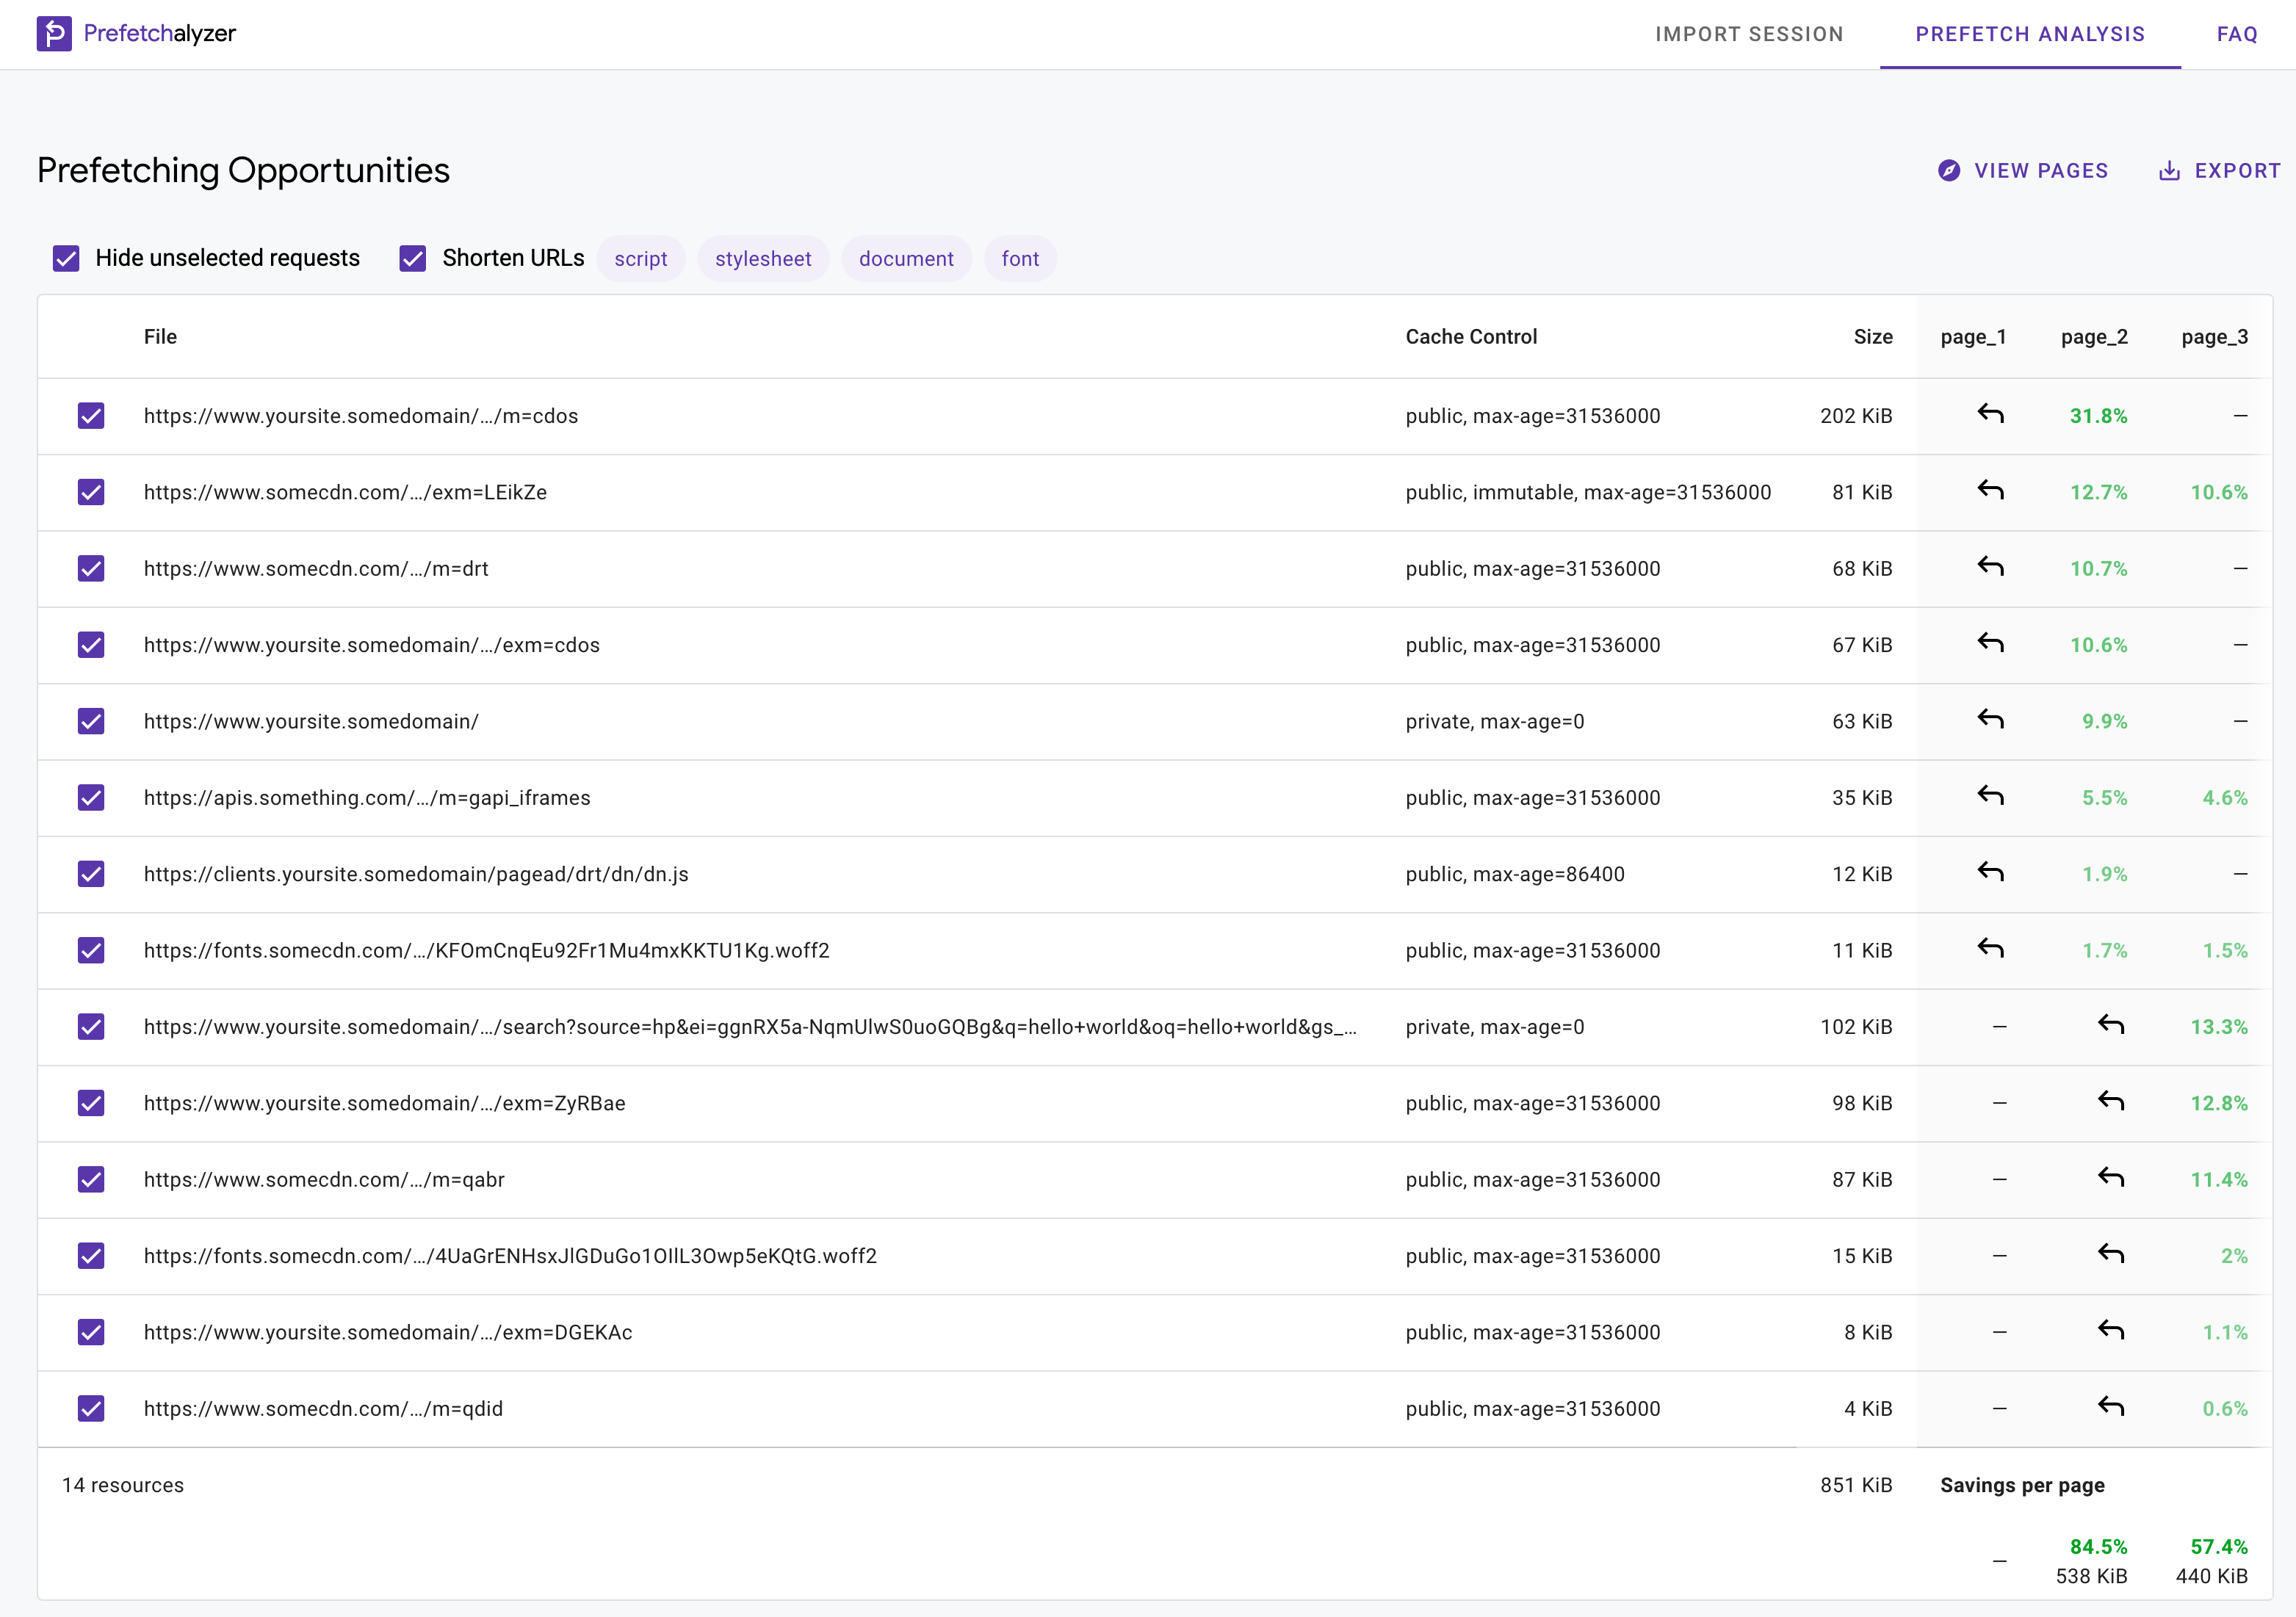 Prefetchalyzer IMPORT SESSION PREFETCH ANALYSIS FAQ
Prefetching Opportunities VIEW PAGES EXPORT
Hide unselected requests Shorten URLs script stylesheet document font
File Cache Control Size page_1 page_2 page_3
https://www.yoursite.somedomain/…/m=cdos public, max-age=31536000 202 KiB 31.8% —
https://www.somecdn.com/…/exm=LEikZe public, immutable, max-age=31536000 81 KiB 12.7% 10.6%
https://www.somecdn.com/…/m=drt public, max-age=31536000 68 KiB 10.7% —
https://www.yoursite.somedomain/…/exm=cdos public, max-age=31536000 67 KiB 10.6% —
https://www.yoursite.somedomain/ private, max-age=0 63 KiB 9.9% —
https://apis.something.com/…/m=gapi_iframes public, max-age=31536000 35 KiB 5.5% 4.6%
https://clients.yoursite.somedomain/pagead/drt/dn/dn.js public, max-age=86400 12 KiB 1.9% —
https://fonts.somecdn.com/…/KFOmCnqEu92Fr1Mu4mxKKTU1Kg.woff2 public, max-age=31536000 11 KiB 1.7% 1.5%
https://www.yoursite.somedomain/…/search?source=hp&ei=ggnRX5a-NqmUlwS0uoGQBg&q=hello+world&oq=hello+world&gs_… private, max-age=0 102 KiB — 13.3%
https://www.yoursite.somedomain/…/exm=ZyRBae public, max-age=31536000 98 KiB — 12.8%
https://www.somecdn.com/…/m=qabr public, max-age=31536000 87 KiB — 11.4%
https://fonts.somecdn.com/…/4UaGrENHsxJlGDuGo1OIlL3Owp5eKQtG.woff2 public, max-age=31536000 15 KiB — 2%
https://www.yoursite.somedomain/…/exm=DGEKAc public, max-age=31536000 8 KiB — 1.1%
https://www.somecdn.com/…/m=qdid public, max-age=31536000 4 KiB — 0.6%
14 resources 851 KiB Savings per page
— 84.5% 57.4%
538 KiB 440 KiB